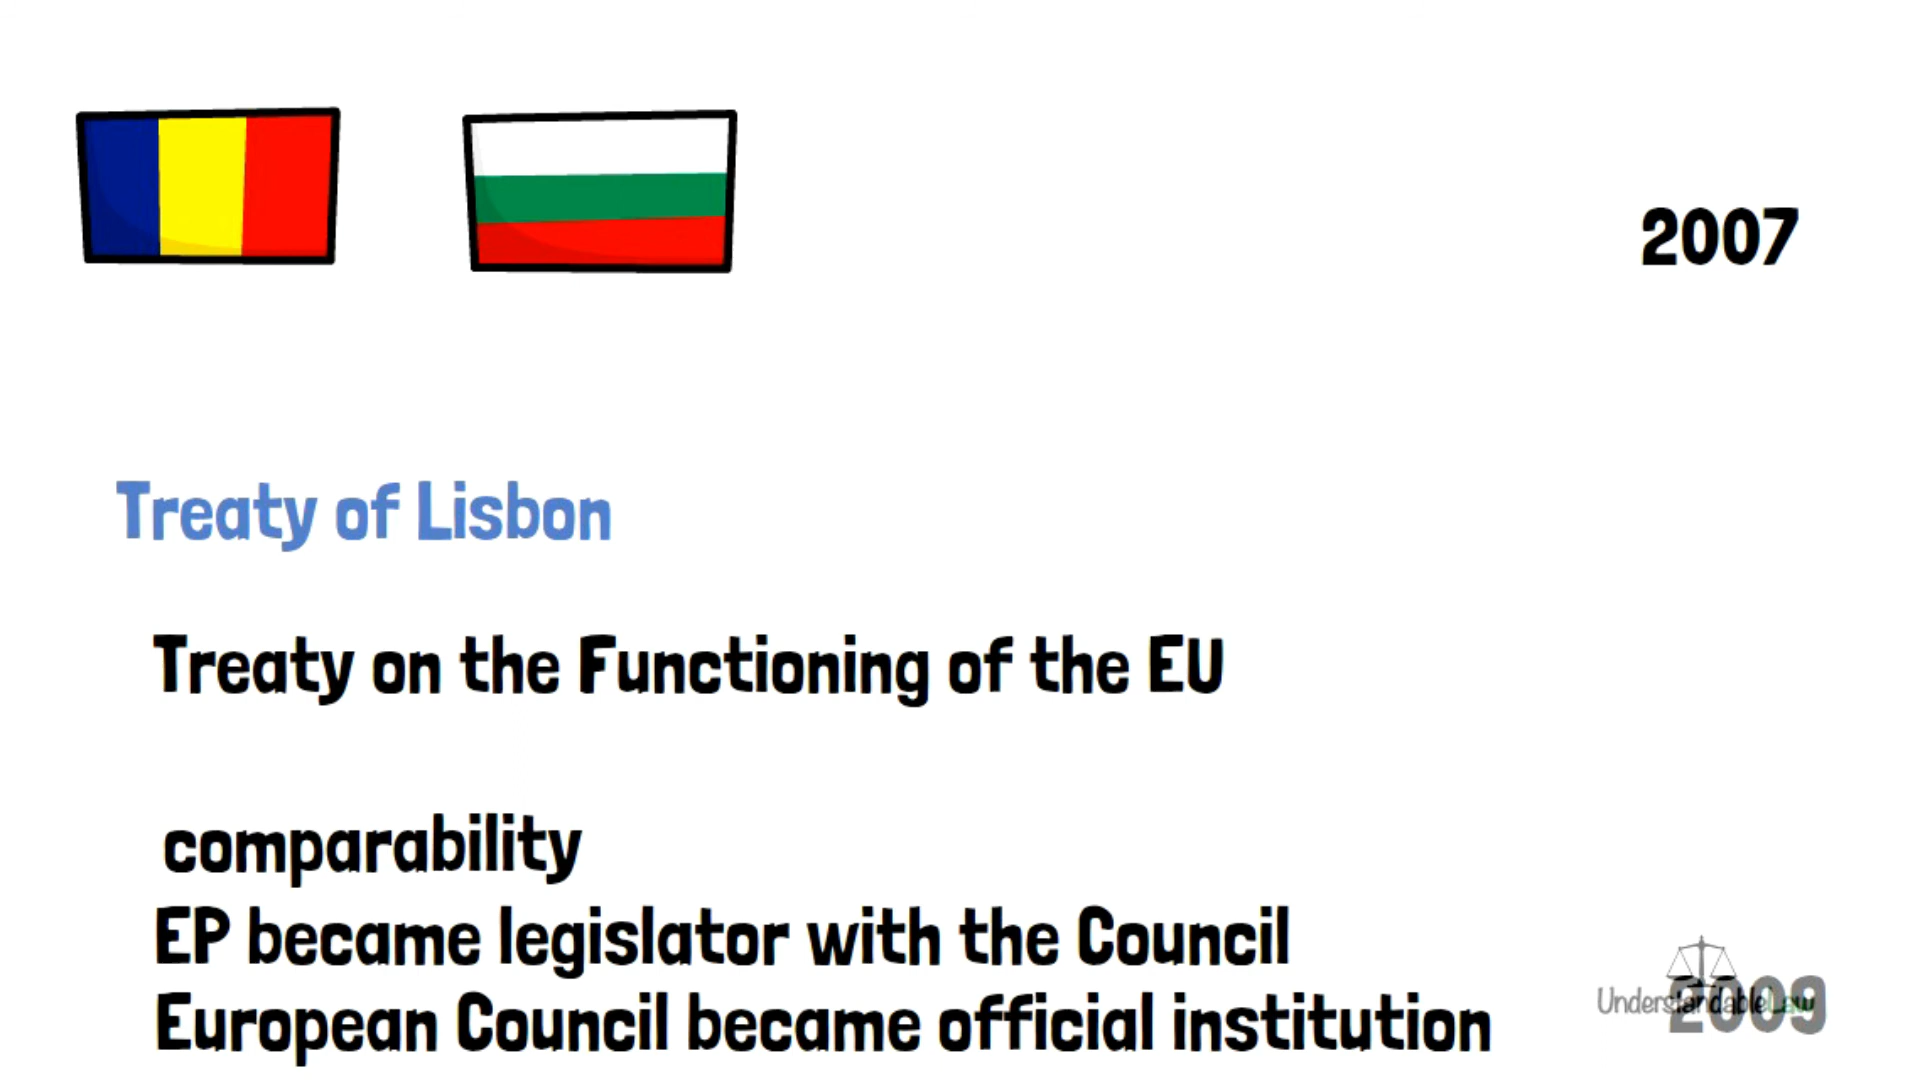 2007
Treaty of Lisbon
Treaty on the Functioning of the EU
comparability
EP became legislator with the Council
European Council became official institution
UnderstandableLaw
2009